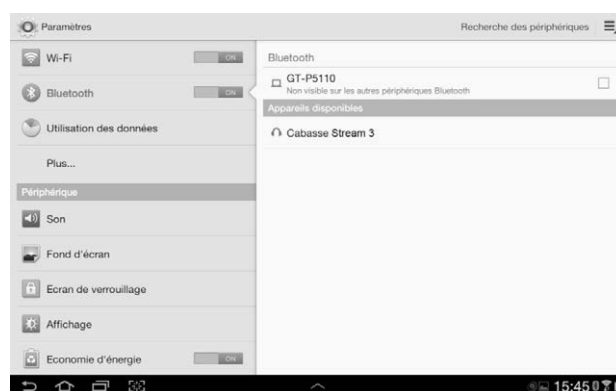 Paramètres
Recherche des périphériques
Wi-Fi
ON
Bluetooth
ON
Utilisation des données
Plus...
Périphérique
Son
Fond d'écran
Ecran de verrouillage
Affichage
Economie d'énergie
ON
Bluetooth
GT-P5110
Non visible sur les autres périphériques Bluetooth
Appareils disponibles
Cabasse Stream 3
15:45